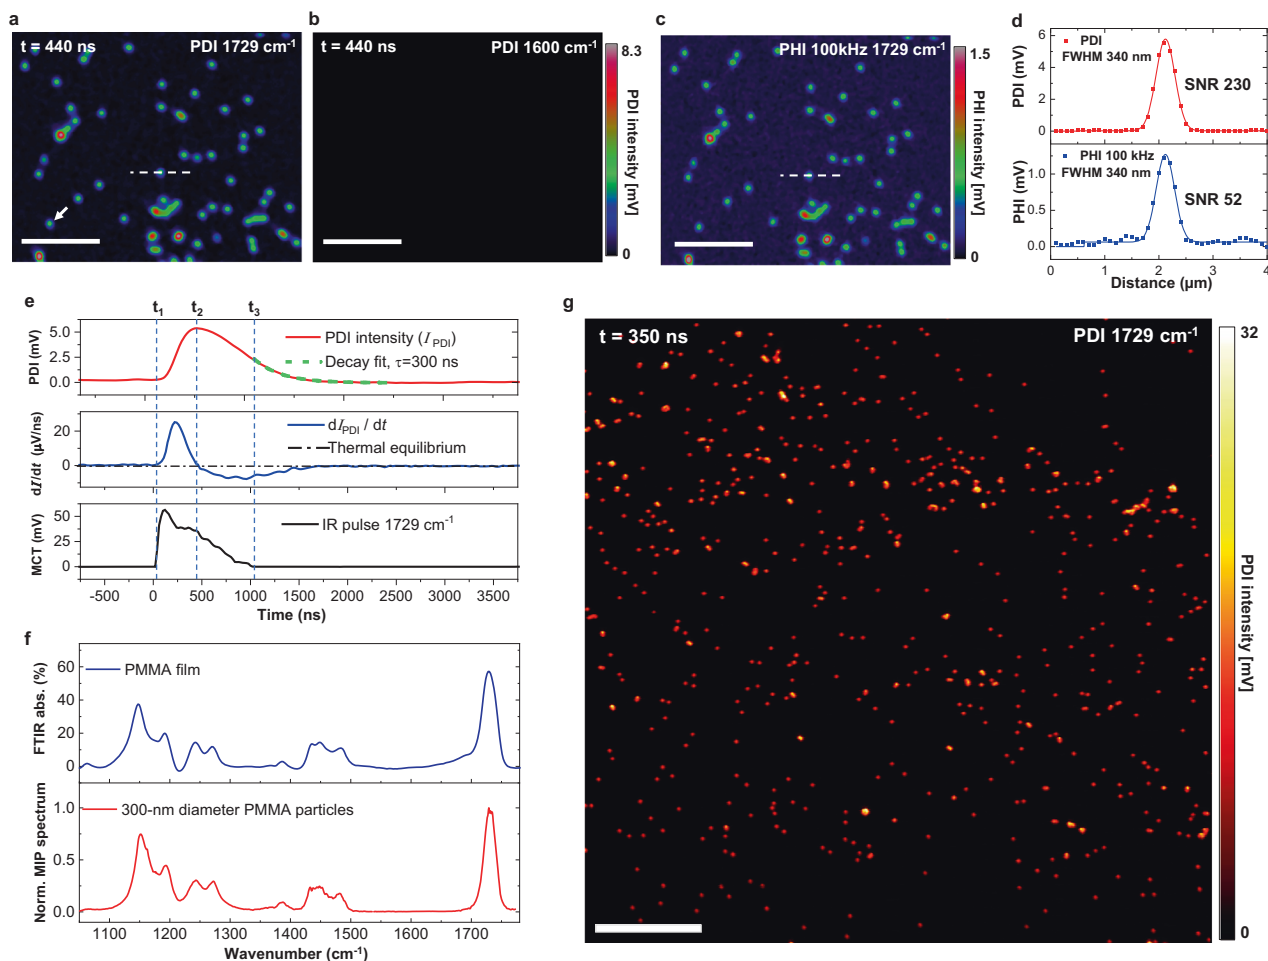 a
t = 440 ns
PDI 1729 cm⁻¹
b
t = 440 ns
PDI 1600 cm⁻¹
8.3
PDI intensity [mV]
0
c
PHI 100kHz 1729 cm⁻¹
1.5
PHI intensity [mV]
0
d
PDI
FWHM 340 nm
SNR 230
PDI (mV)
6
4
2
0
PHI 100 kHz
FWHM 340 nm
SNR 52
PHI (mV)
1.0
0.5
0.0
0 1 2 3 4
Distance (µm)
e
t₁ t₂ t₃
PDI intensity (I PDI)
Decay fit, τ=300 ns
PDI (mV)
5.0
2.5
0.0
dI PDI / dt
Thermal equilibrium
dI/dt (µV/ns)
20
0
IR pulse 1729 cm⁻¹
MCT (mV)
50
25
0
-500 0 500 1000 1500 2000 2500 3000 3500
Time (ns)
f
PMMA film
FTIR abs. (%)
60
40
20
0
300-nm diameter PMMA particles
Norm. MIP spectrum
1.0
0.5
0.0
1100 1200 1300 1400 1500 1600 1700
Wavenumber (cm⁻¹)
g
t = 350 ns
PDI 1729 cm⁻¹
32
PDI intensity [mV]
0